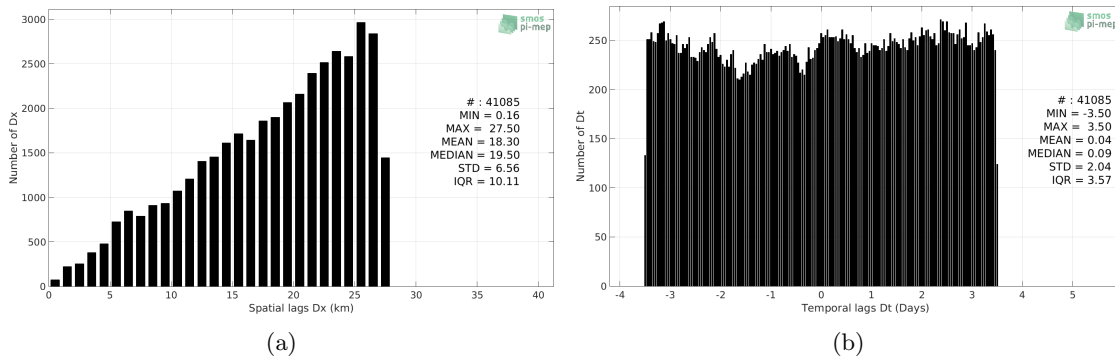 3000
2500
2000
1500
1000
500
0
Number of Dx
smos
pi-mep
# : 41085
MIN = 0.16
MAX = 27.50
MEAN = 18.30
MEDIAN = 19.50
STD = 6.56
IQR = 10.11
0 5 10 15 20 25 30 35 40
Spatial lags Dx (km)
(a)
250
200
150
100
50
0
Number of Dt
smos
pi-mep
# : 41085
MIN = -3.50
MAX = 3.50
MEAN = 0.04
MEDIAN = 0.09
STD = 2.04
IQR = 3.57
-4 -3 -2 -1 0 1 2 3 4 5
Temporal lags Dt (Days)
(b)